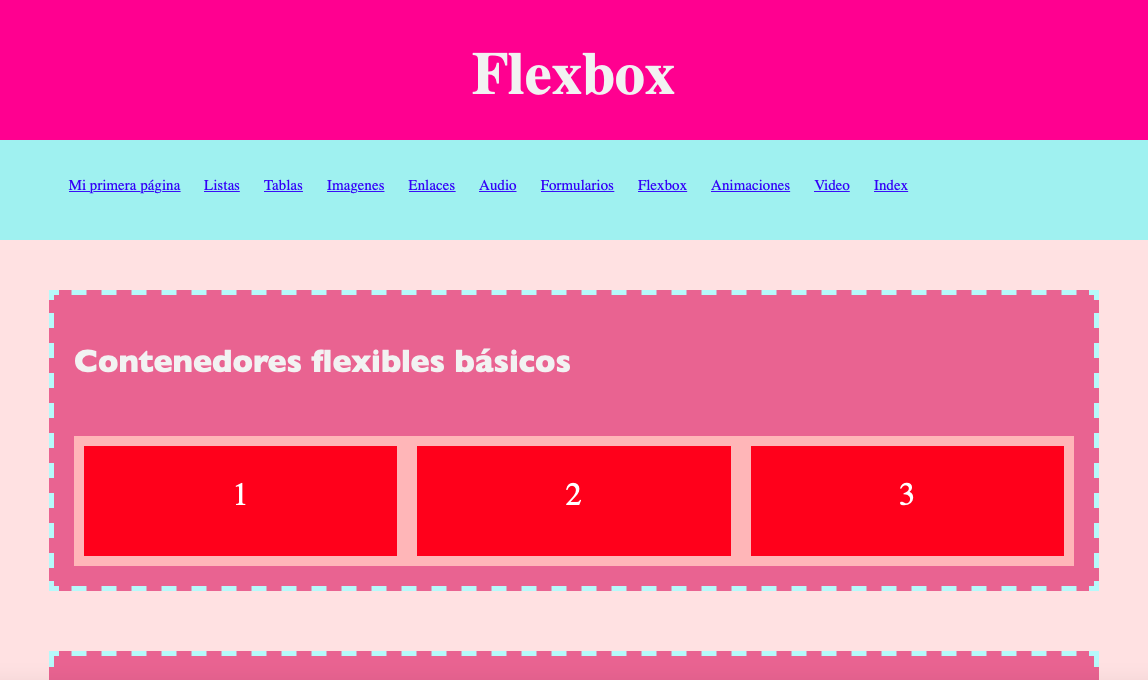 Flexbox
Mi primera página Listas Tablas Imagenes Enlaces Audio Formularios Flexbox Animaciones Video Index
Contenedores flexibles básicos
1 2 3